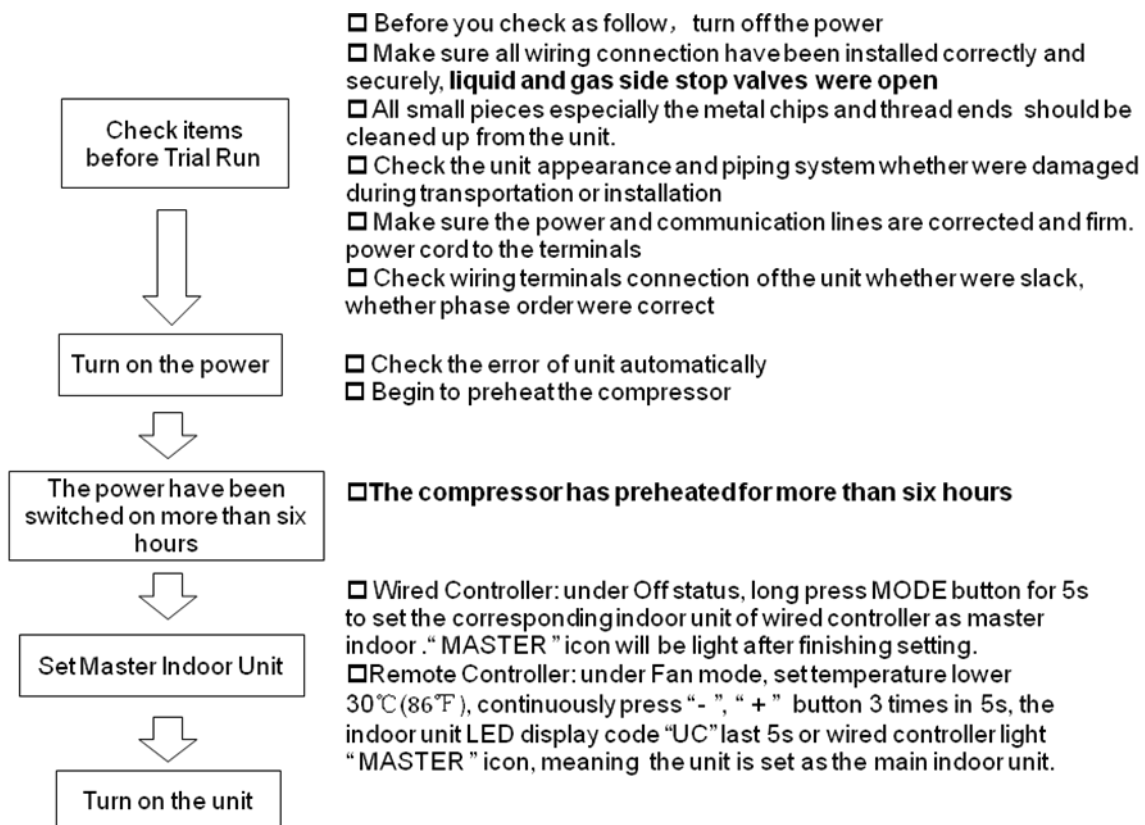 Check items
before Trial Run
□ Before you check as follow，turn off the power
□ Make sure all wiring connection have been installed correctly and
securely, liquid and gas side stop valves were open
□ All small pieces especially the metal chips and thread ends should be
cleaned up from the unit.
□ Check the unit appearance and piping system whether were damaged
during transportation or installation
□ Make sure the power and communication lines are corrected and firm.
power cord to the terminals
□ Check wiring terminals connection of the unit whether were slack,
whether phase order were correct
Turn on the power
□ Check the error of unit automatically
□ Begin to preheat the compressor
The power have been
switched on more than six
hours
□The compressor has preheated for more than six hours
Set Master Indoor Unit
□ Wired Controller: under Off status, long press MODE button for 5s
to set the corresponding indoor unit of wired controller as master
indoor .“ MASTER ” icon will be light after finishing setting.
□Remote Controller: under Fan mode, set temperature lower
30℃(86℉), continuously press “- ”, “ + ” button 3 times in 5s, the
indoor unit LED display code “UC” last 5s or wired controller light
“ MASTER ” icon, meaning the unit is set as the main indoor unit.
Turn on the unit